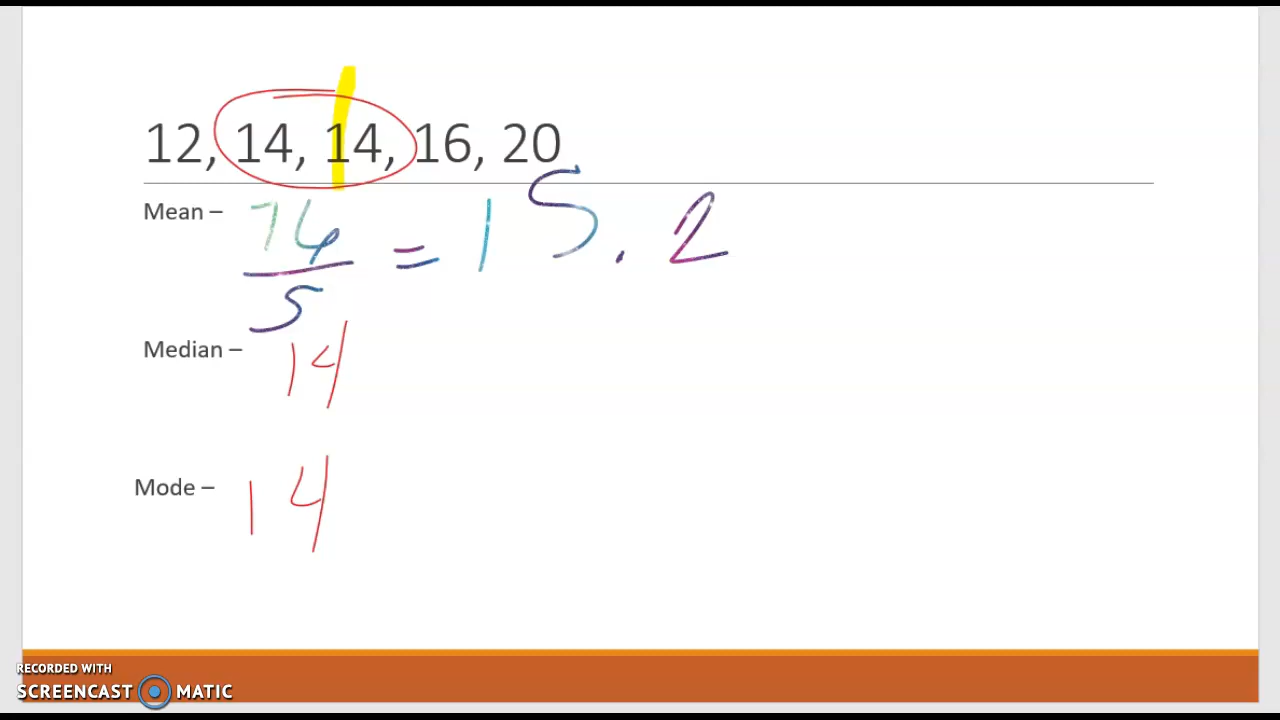 12, 14, 14, 16, 20
Mean – 76/5 = 15.2
Median – 14
Mode – 14
RECORDED WITH
SCREENCAST MATIC